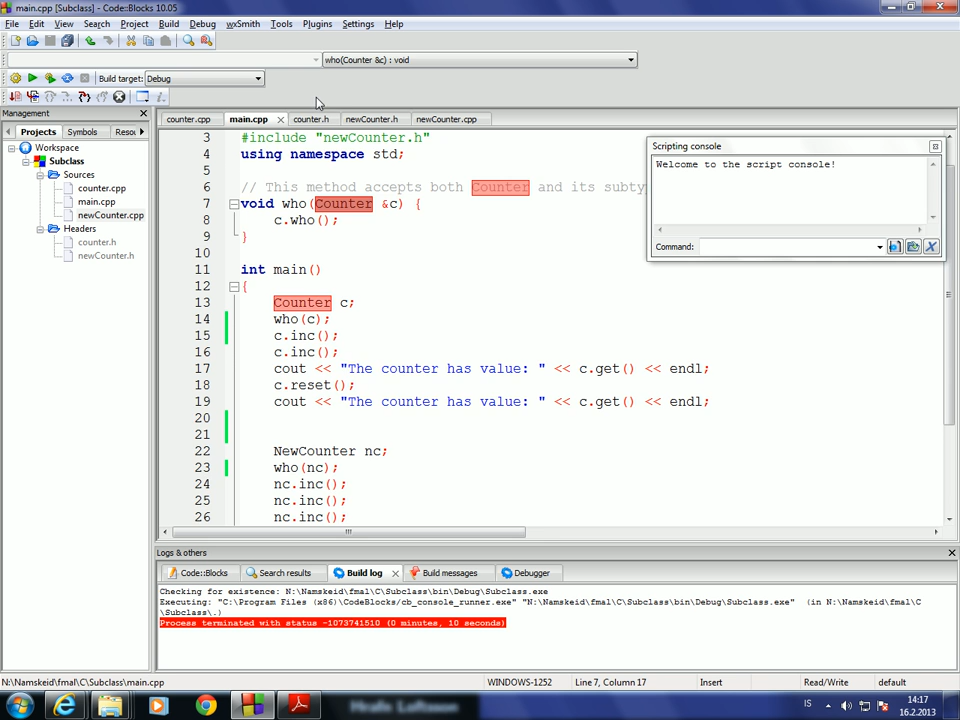 main.cpp [Subclass] - Code::Blocks 10.05
File Edit View Search Project Build Debug wxSmith Tools Plugins Settings Help
who(Counter &c) : void
Build target: Debug
Management
Projects Symbols Resou
Workspace
Subclass
Sources
counter.cpp
main.cpp
newCounter.cpp
Headers
counter.h
newCounter.h
counter.cpp main.cpp counter.h newCounter.h newCounter.cpp
3 #include "newCounter.h"
4 using namespace std;
5
6 // This method accepts both Counter and its subty
7 void who(Counter &c) {
8 c.who();
9 }
10
11 int main()
12 {
13 Counter c;
14 who(c);
15 c.inc();
16 c.inc();
17 cout << "The counter has value: " << c.get() << endl;
18 c.reset();
19 cout << "The counter has value: " << c.get() << endl;
20
21
22 NewCounter nc;
23 who(nc);
24 nc.inc();
25 nc.inc();
26 nc.inc();
Scripting console
Welcome to the script console!
Command:
Logs & others
Code::Blocks Search results Build log Build messages Debugger
Checking for existence: N:\Namskeid\fmal\C\Subclass\bin\Debug\Subclass.exe
Executing: "C:\Program Files (x86)\CodeBlocks/cb_console_runner.exe" "N:\Namskeid\fmal\C\Subclass\bin\Debug\Subclass.exe" (in N:\Namskeid\fmal\C
\Subclass\.)
Process terminated with status -1073741510 (0 minutes, 10 seconds)
N:\Namskeid\fmal\C\Subclass\main.cpp WINDOWS-1252 Line 7, Column 17 Insert Read/Write default
IS 14:17
16.2.2013